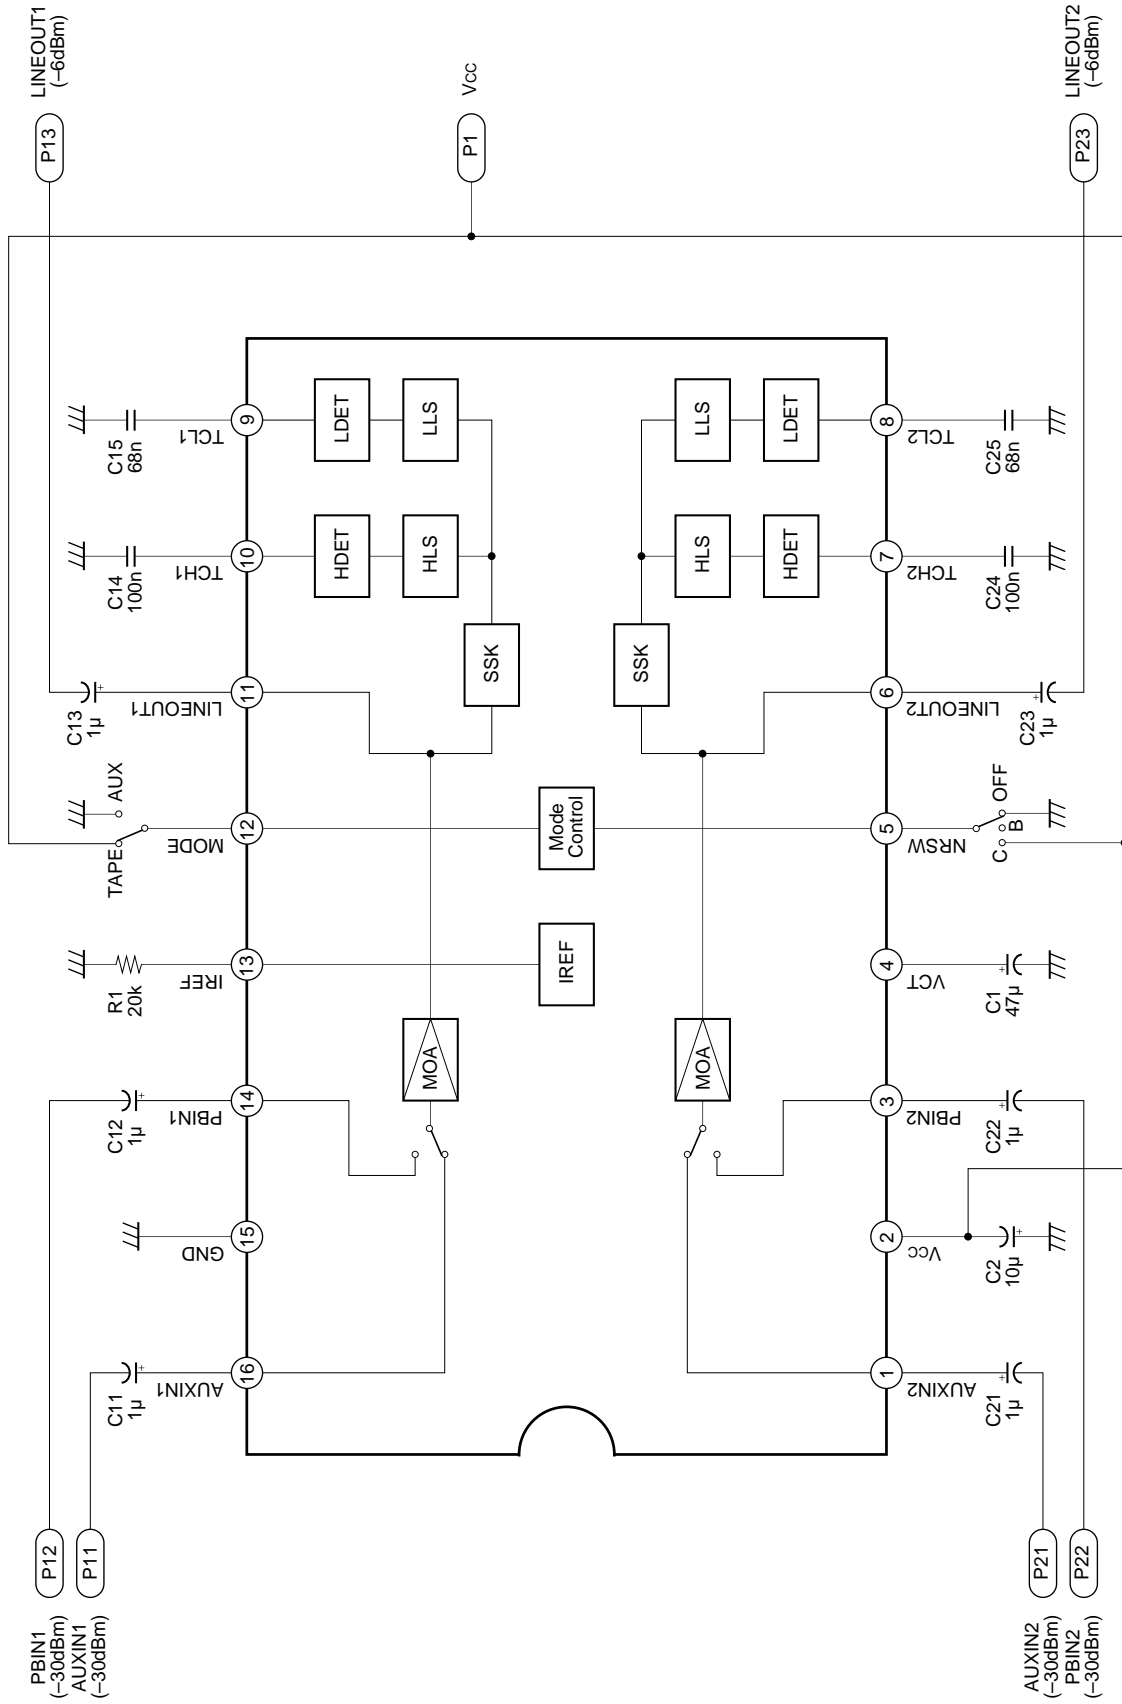 PBIN1
(–30dBm)
P12
AUXIN1
(–30dBm)
P11
C11
1µ
+
AUXIN1
16
GND
15
C12
1µ
+
PBIN1
14
R1
20k
IREF
13
TAPE
AUX
MODE
12
C13
1µ
+
LINEOUT1
11
C14
100n
TCH1
10
C15
68n
TCL1
9
P13
LINEOUT1
(–6dBm)
P1
Vcc
MOA
SSK
HDET
HLS
LDET
LLS
IREF
Mode
Control
MOA
SSK
HLS
HDET
LLS
LDET
1
AUXIN2
+
C21
1µ
2
Vcc
C2
10µ
+
3
PBIN2
+
C22
1µ
4
VCT
+
C1
47µ
5
NRSW
C
B
OFF
6
LINEOUT2
+
C23
1µ
7
TCH2
C24
100n
8
TCL2
C25
68n
AUXIN2
(–30dBm)
P21
PBIN2
(–30dBm)
P22
P23
LINEOUT2
(–6dBm)